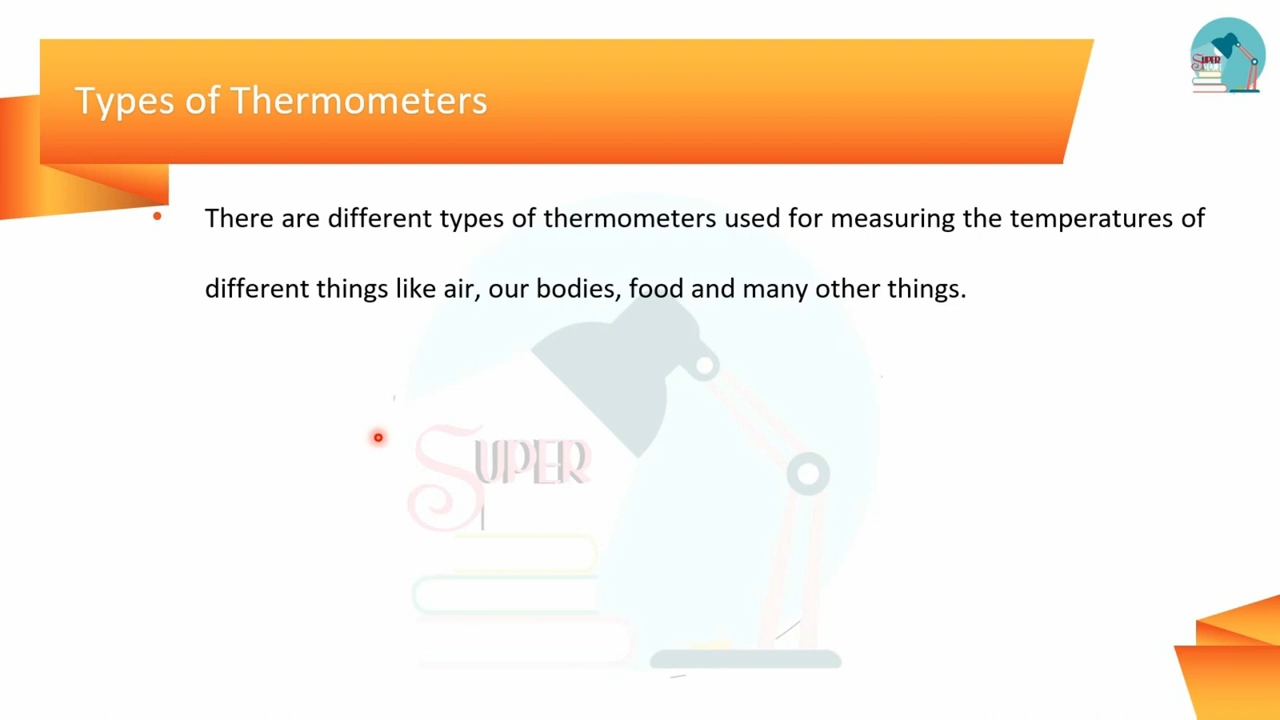 Types of Thermometers
SUPER
• There are different types of thermometers used for measuring the temperatures of
different things like air, our bodies, food and many other things.
SUPER